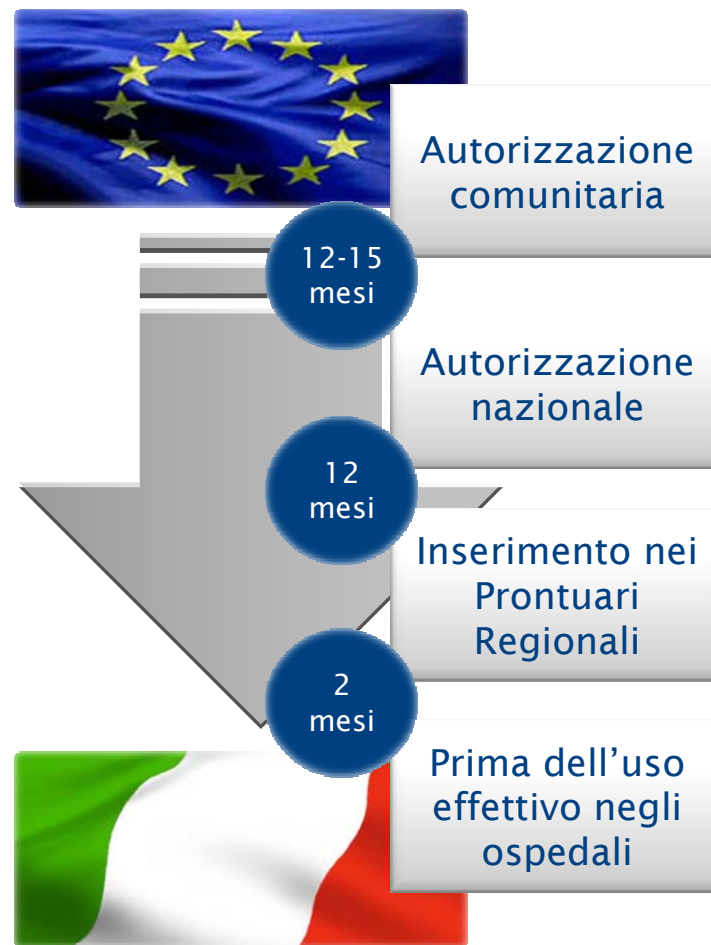 Autorizzazione
comunitaria
12-15
mesi
Autorizzazione
nazionale
12
mesi
Inserimento nei
Prontuari
Regionali
2
mesi
Prima dell’uso
effettivo negli
ospedali